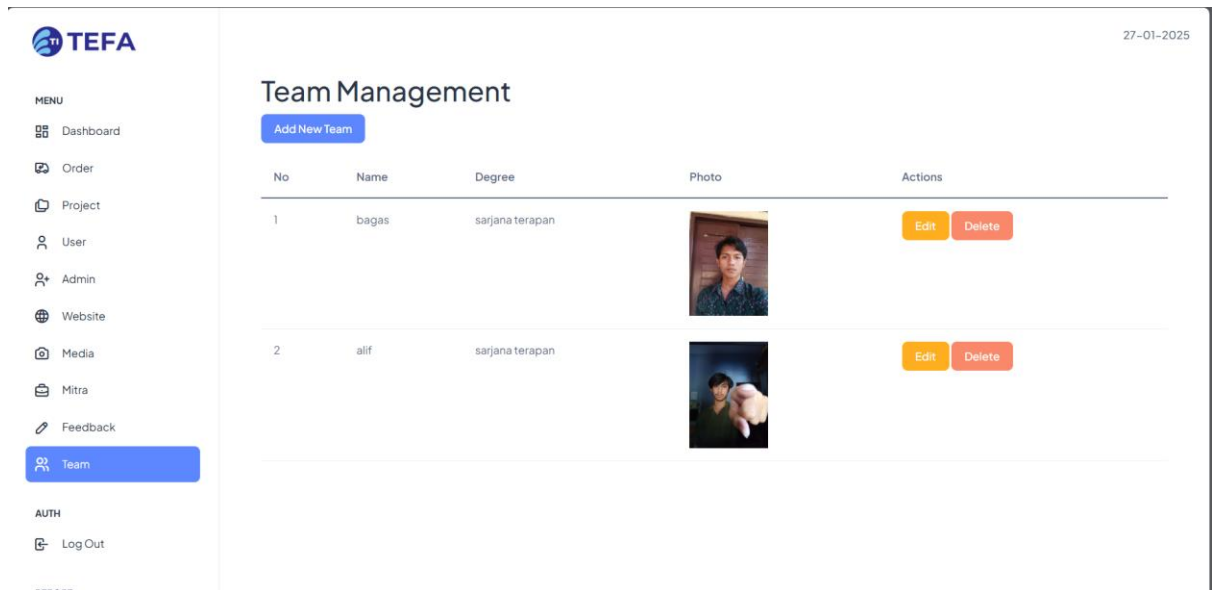 TI TEFA
27-01-2025
MENU
Dashboard
Order
Project
User
Admin
Website
Media
Mitra
Feedback
Team
AUTH
Log Out
Team Management
Add New Team
No Name Degree Photo Actions
1 bagas sarjana terapan Edit Delete
2 alif sarjana terapan Edit Delete